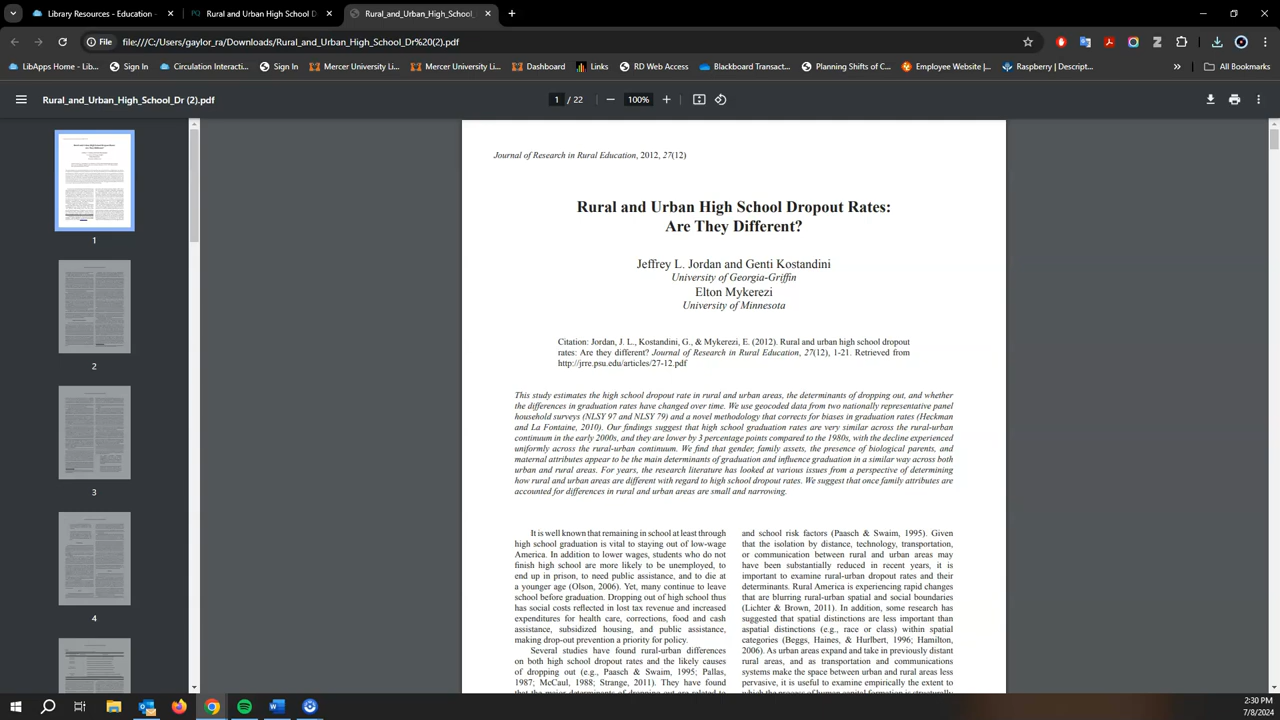 Library Resources - Education -
Rural and Urban High School D
Rural_and_Urban_High_School_
file:///C:/Users/gaylor_ra/Downloads/Rural_and_Urban_High_School_Dr%20(2).pdf
File
LibApps Home - Lib...
Sign In
Circulation Interacti...
Sign In
Mercer University Li...
Mercer University Li...
Dashboard
Links
RD Web Access
Blackboard Transact...
Planning Shifts of C...
Employee Website |...
Raspberry | Descript...
All Bookmarks
Rural_and_Urban_High_School_Dr (2).pdf
1 / 22
100%
1
2
3
4
Journal of Research in Rural Education, 2012, 27(12)
Rural and Urban High School Dropout Rates:
Are They Different?
Jeffrey L. Jordan and Genti Kostandini
University of Georgia-Griffin
Elton Mykerezi
University of Minnesota
Citation: Jordan, J. L., Kostandini, G., & Mykerezi, E. (2012). Rural and urban high school dropout
rates: Are they different? Journal of Research in Rural Education, 27(12), 1-21. Retrieved from
http://jrre.psu.edu/articles/27-12.pdf
This study estimates the high school dropout rate in rural and urban areas, the determinants of dropping out, and whether
the differences in graduation rates have changed over time. We use geocoded data from two nationally representative panel
household surveys (NLSY 97 and NLSY 79) and a novel methodology that corrects for biases in graduation rates (Heckman
and La Fontaine, 2010). Our findings suggest that high school graduation rates are very similar across the rural-urban
continuum in the early 2000s, and they are lower by 3 percentage points compared to the 1980s, with the decline experienced
uniformly across the rural-urban continuum. We find that gender, family assets, the presence of biological parents, and
maternal attributes appear to be the main determinants of graduation and influence graduation in a similar way across both
urban and rural areas. For years, the research literature has looked at various issues from a perspective of determining
how rural and urban areas are different with regard to high school dropout rates. We suggest that once family attributes are
accounted for differences in rural and urban areas are small and narrowing.
It is well known that remaining in school at least through
high school graduation is vital to staying out of low-wage
America. In addition to lower wages, students who do not
finish high school are more likely to be unemployed, to
end up in prison, to need public assistance, and to die at
a younger age (Olson, 2006). Yet, many continue to leave
school before graduation. Dropping out of high school thus
has social costs reflected in lost tax revenue and increased
expenditures for health care, corrections, food and cash
assistance, subsidized housing, and public assistance,
making drop-out prevention a priority for policy.
Several studies have found rural-urban differences
on both high school dropout rates and the likely causes
of dropping out (e.g., Paasch & Swaim, 1995; Pallas,
1987; McCaul, 1988; Strange, 2011). They have found
that the major determinants of dropping out are related to
and school risk factors (Paasch & Swaim, 1995). Given
that the isolation by distance, technology, transportation,
or communication between rural and urban areas may
have been substantially reduced in recent years, it is
important to examine rural-urban dropout rates and their
determinants. Rural America is experiencing rapid changes
that are blurring rural-urban spatial and social boundaries
(Lichter & Brown, 2011). In addition, some research has
suggested that spatial distinctions are less important than
aspatial distinctions (e.g., race or class) within spatial
categories (Beggs, Haines, & Hurlbert, 1996; Hamilton,
2006). As urban areas expand and take in previously distant
rural areas, and as transportation and communications
systems make the space between urban and rural areas less
pervasive, it is useful to examine empirically the extent to
which the process of human capital formation is structurally
2:30 PM
7/8/2024